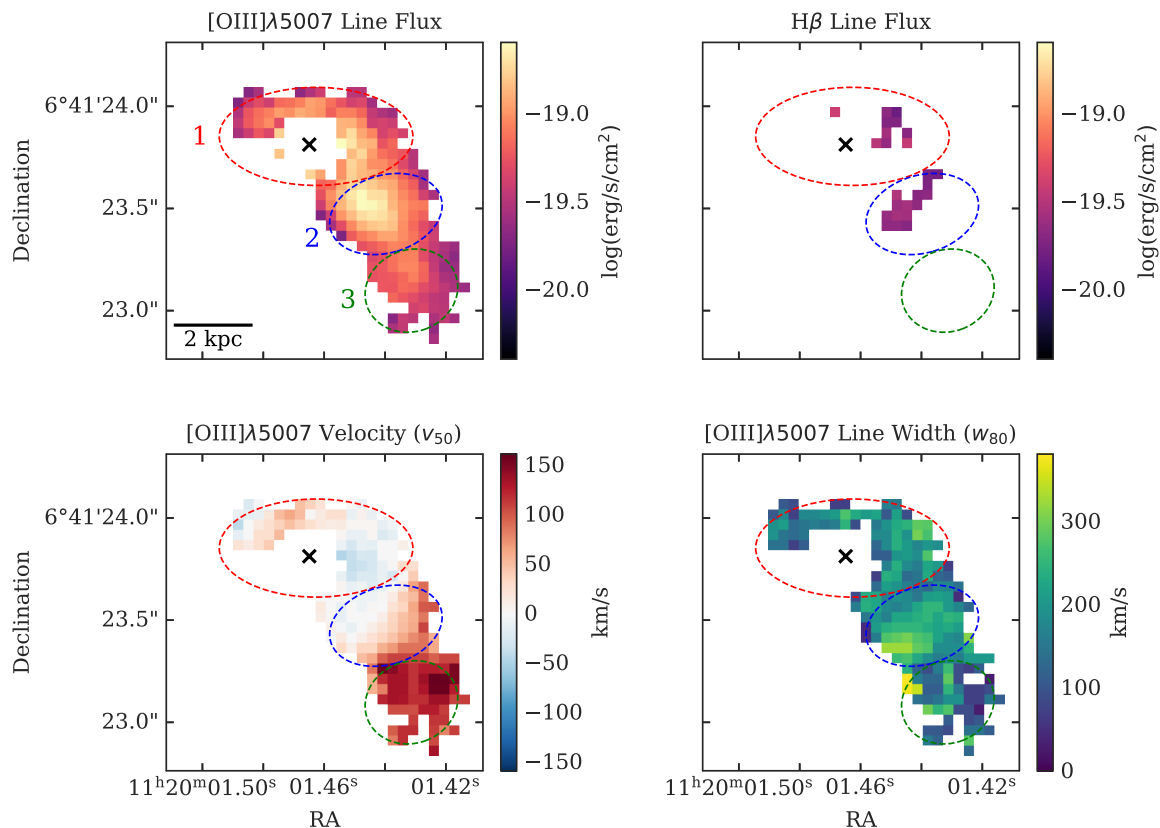 [OIII]λ5007 Line Flux
Hβ Line Flux
6°41'24.0"
23.5"
23.0"
Declination
1
2
3
2 kpc
−19.0
−19.5
−20.0
log(erg/s/cm²)
−19.0
−19.5
−20.0
log(erg/s/cm²)
[OIII]λ5007 Velocity (v₅₀)
[OIII]λ5007 Line Width (w₈₀)
6°41'24.0"
23.5"
23.0"
Declination
150
100
50
0
−50
−100
−150
km/s
300
200
100
0
km/s
11ʰ20ᵐ01.50ˢ
01.46ˢ
01.42ˢ
RA
11ʰ20ᵐ01.50ˢ
01.46ˢ
01.42ˢ
RA